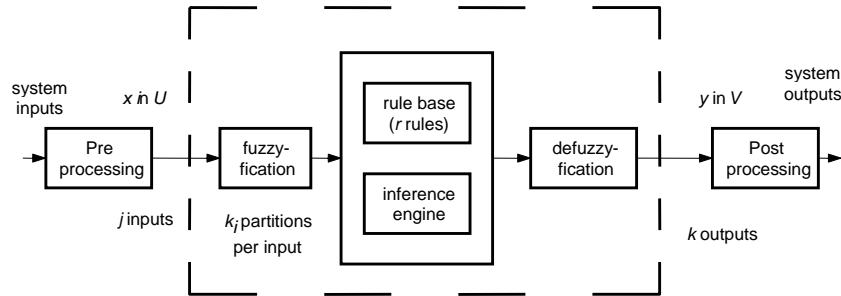 system
inputs
x in U
Pre
processing
j inputs
fuzzy-
fication
k_i partitions
per input
rule base
(r rules)
inference
engine
defuzzy-
fication
y in V
k outputs
Post
processing
system
outputs